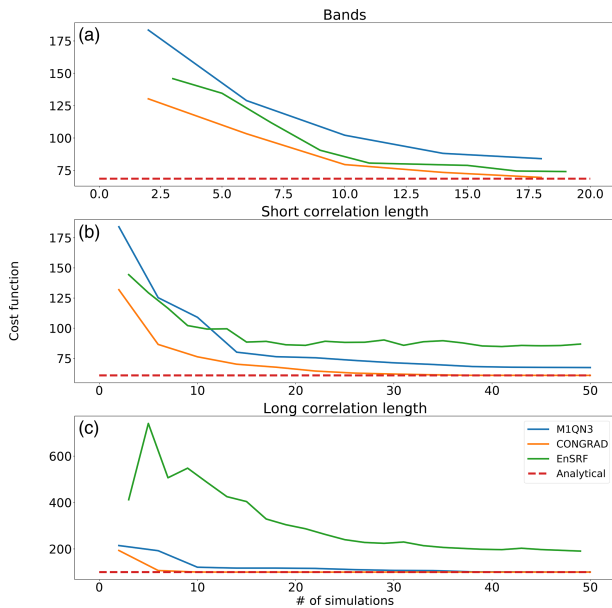 Bands
(a)
175
150
125
100
75
0.0 2.5 5.0 7.5 10.0 12.5 15.0 17.5 20.0
Short correlation length
(b)
175
150
125
100
75
0 10 20 30 40 50
Cost function
Long correlation length
(c)
600
400
200
M1QN3
CONGRAD
EnSRF
Analytical
0 10 20 30 40 50
# of simulations